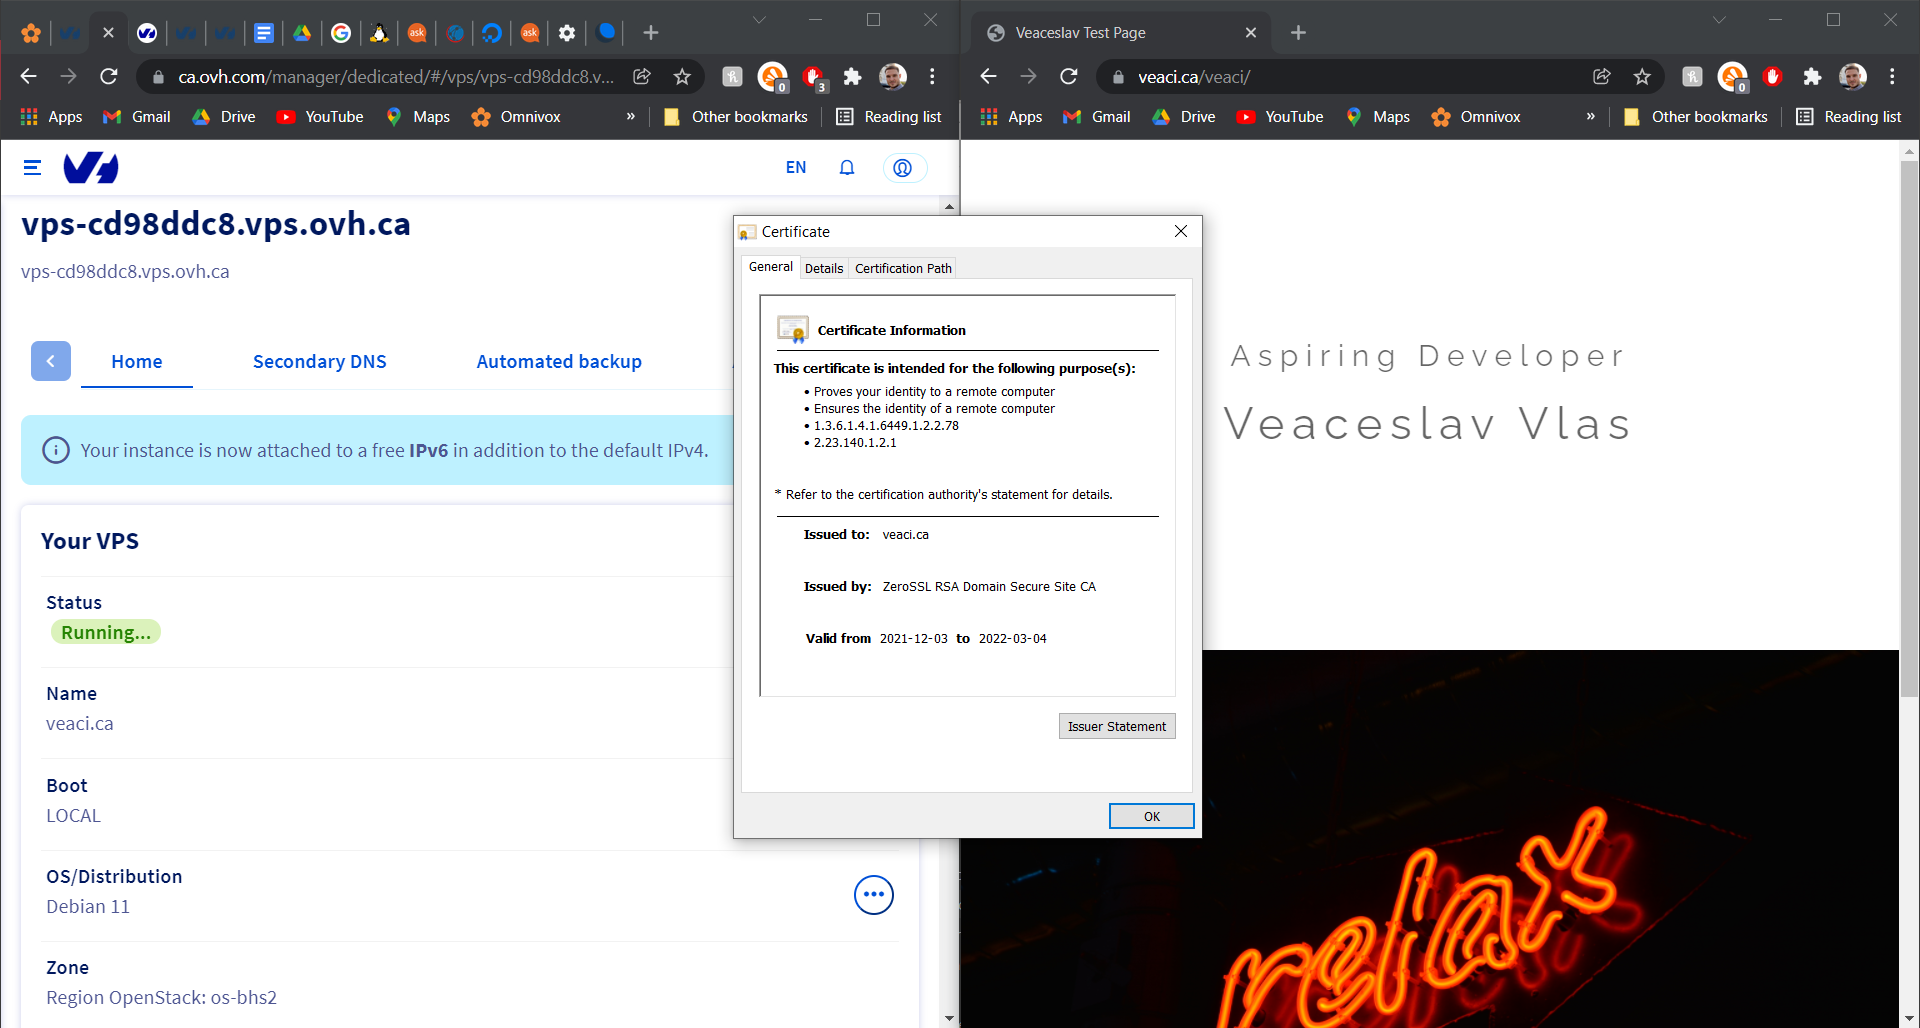 ask
ask
ca.ovh.com/manager/dedicated/#/vps/vps-cd98ddc8.v...
0
3
Apps
Gmail
Drive
YouTube
Maps
Omnivox
»
Other bookmarks
Reading list
EN
vps-cd98ddc8.vps.ovh.ca
vps-cd98ddc8.vps.ovh.ca
Home
Secondary DNS
Automated backup
Your instance is now attached to a free IPv6 in addition to the default IPv4.
Your VPS
Status
Running...
Name
veaci.ca
Boot
LOCAL
OS/Distribution
Debian 11
Zone
Region OpenStack: os-bhs2
Certificate
General
Details
Certification Path
Certificate Information
This certificate is intended for the following purpose(s):
• Proves your identity to a remote computer
• Ensures the identity of a remote computer
• 1.3.6.1.4.1.6449.1.2.2.78
• 2.23.140.1.2.1
* Refer to the certification authority's statement for details.
Issued to: veaci.ca
Issued by: ZeroSSL RSA Domain Secure Site CA
Valid from 2021-12-03 to 2022-03-04
Issuer Statement
OK
Veaceslav Test Page
veaci.ca/veaci/
0
Apps
Gmail
Drive
YouTube
Maps
Omnivox
»
Other bookmarks
Reading list
Aspiring Developer
Veaceslav Vlas
relax